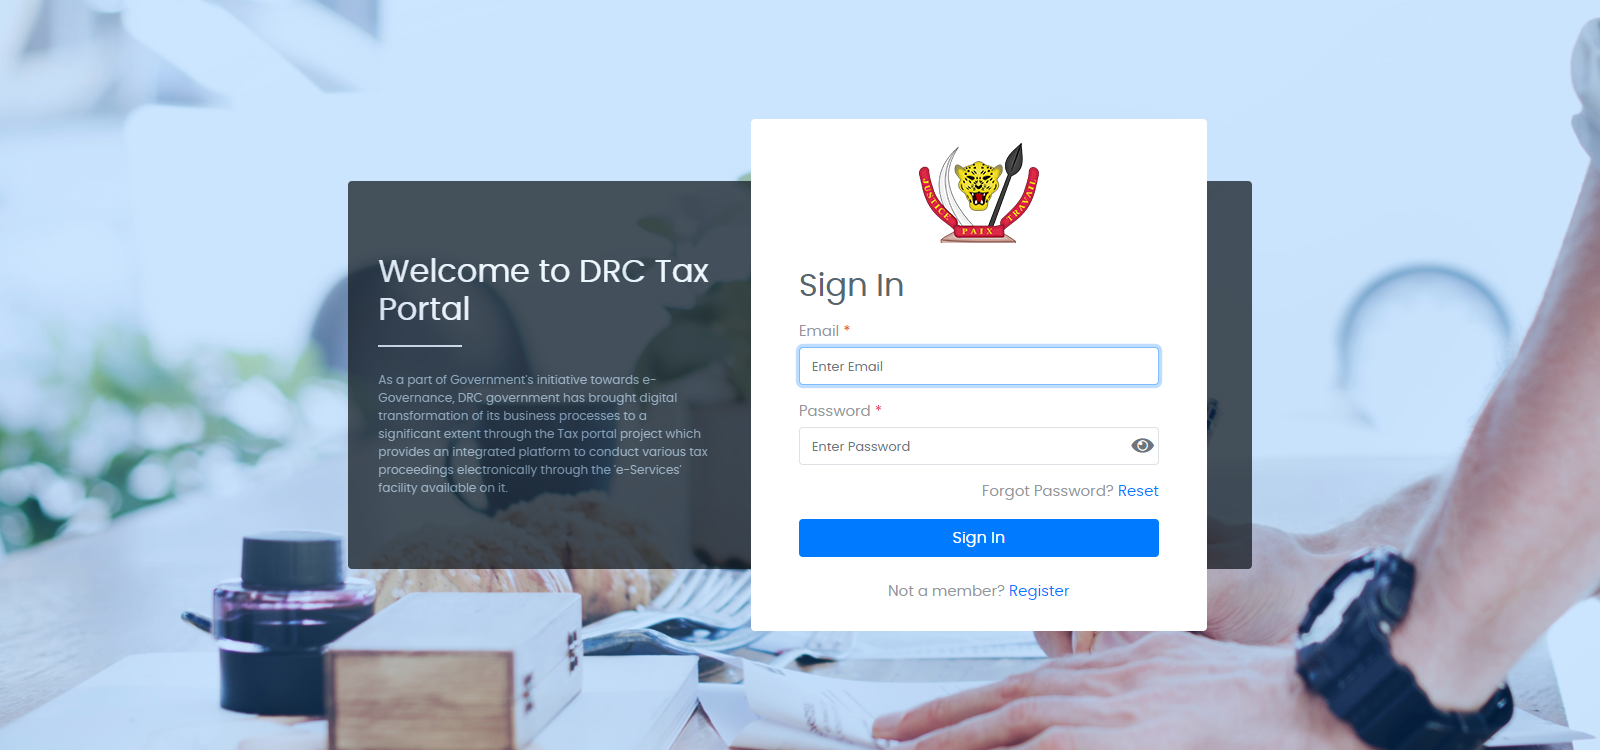 Welcome to DRC Tax
Portal
As a part of Government's initiative towards e-
Governance, DRC government has brought digital
transformation of its business processes to a
significant extent through the Tax portal project which
provides an integrated platform to conduct various tax
proceedings electronically through the 'e-Services'
facility available on it.
JUSTICE PAIX TRAVAIL
Sign In
Email *
Enter Email
Password *
Enter Password
Forgot Password? Reset
Sign In
Not a member? Register